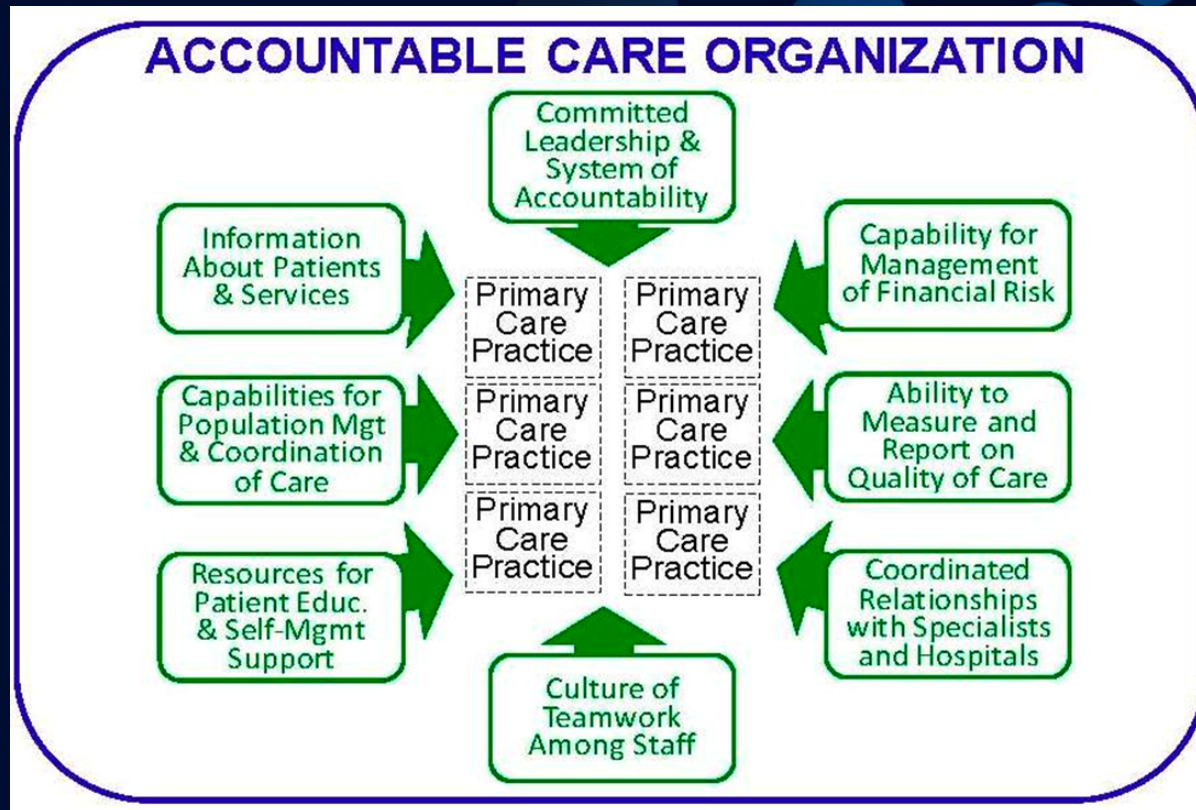 ACCOUNTABLE CARE ORGANIZATION
Committed
Leadership &
System of
Accountability
Information
About Patients
& Services
Capability for
Management
of Financial Risk
Primary
Care
Practice
Primary
Care
Practice
Capabilities for
Population Mgt
& Coordination
of Care
Primary
Care
Practice
Primary
Care
Practice
Ability to
Measure and
Report on
Quality of Care
Primary
Care
Practice
Primary
Care
Practice
Resources for
Patient Educ.
& Self-Mgmt
Support
Coordinated
Relationships
with Specialists
and Hospitals
Culture of
Teamwork
Among Staff